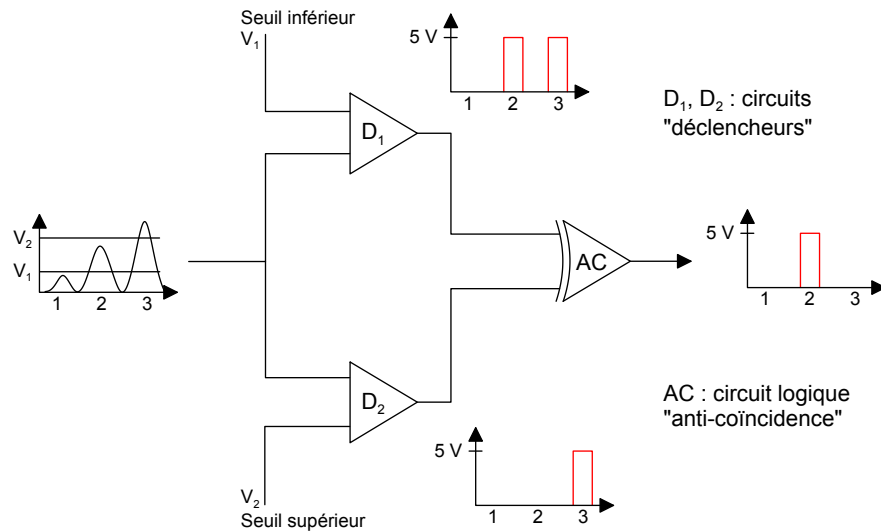 Seuil inférieur
V1
5 V
1 2 3
D1, D2 : circuits
"déclencheurs"
D1
V2
V1
1 2 3
AC
5 V
1 2 3
D2
AC : circuit logique
"anti-coïncidence"
5 V
1 2 3
V2
Seuil supérieur